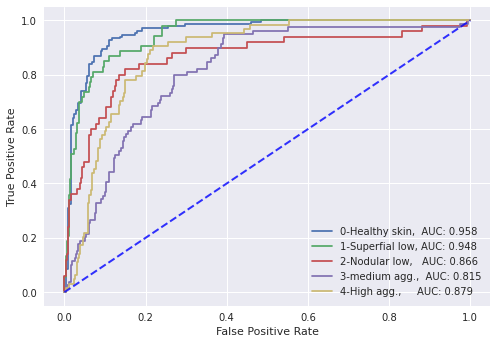 1.0
0.8
0.6
0.4
0.2
0.0
True Positive Rate
0-Healthy skin, AUC: 0.958
1-Superfial low, AUC: 0.948
2-Nodular low, AUC: 0.866
3-medium agg., AUC: 0.815
4-High agg., AUC: 0.879
0.0 0.2 0.4 0.6 0.8 1.0
False Positive Rate